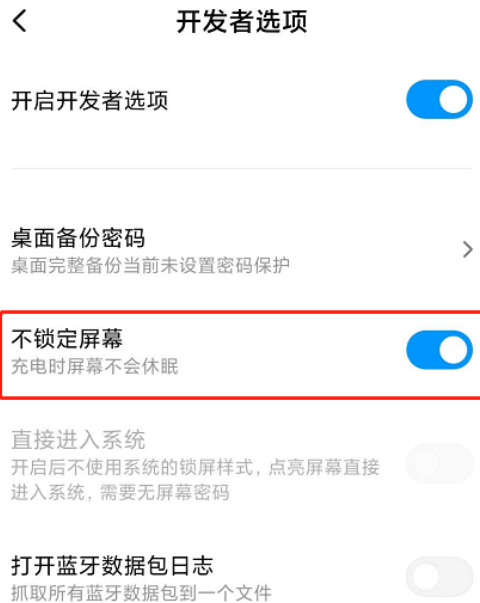 开发者选项
开启开发者选项
桌面备份密码
桌面完整备份当前未设置密码保护
不锁定屏幕
充电时屏幕不会休眠
直接进入系统
开启后不使用系统的锁屏样式，点亮屏幕直接
进入系统，需要无屏幕密码
打开蓝牙数据包日志
抓取所有蓝牙数据包到一个文件